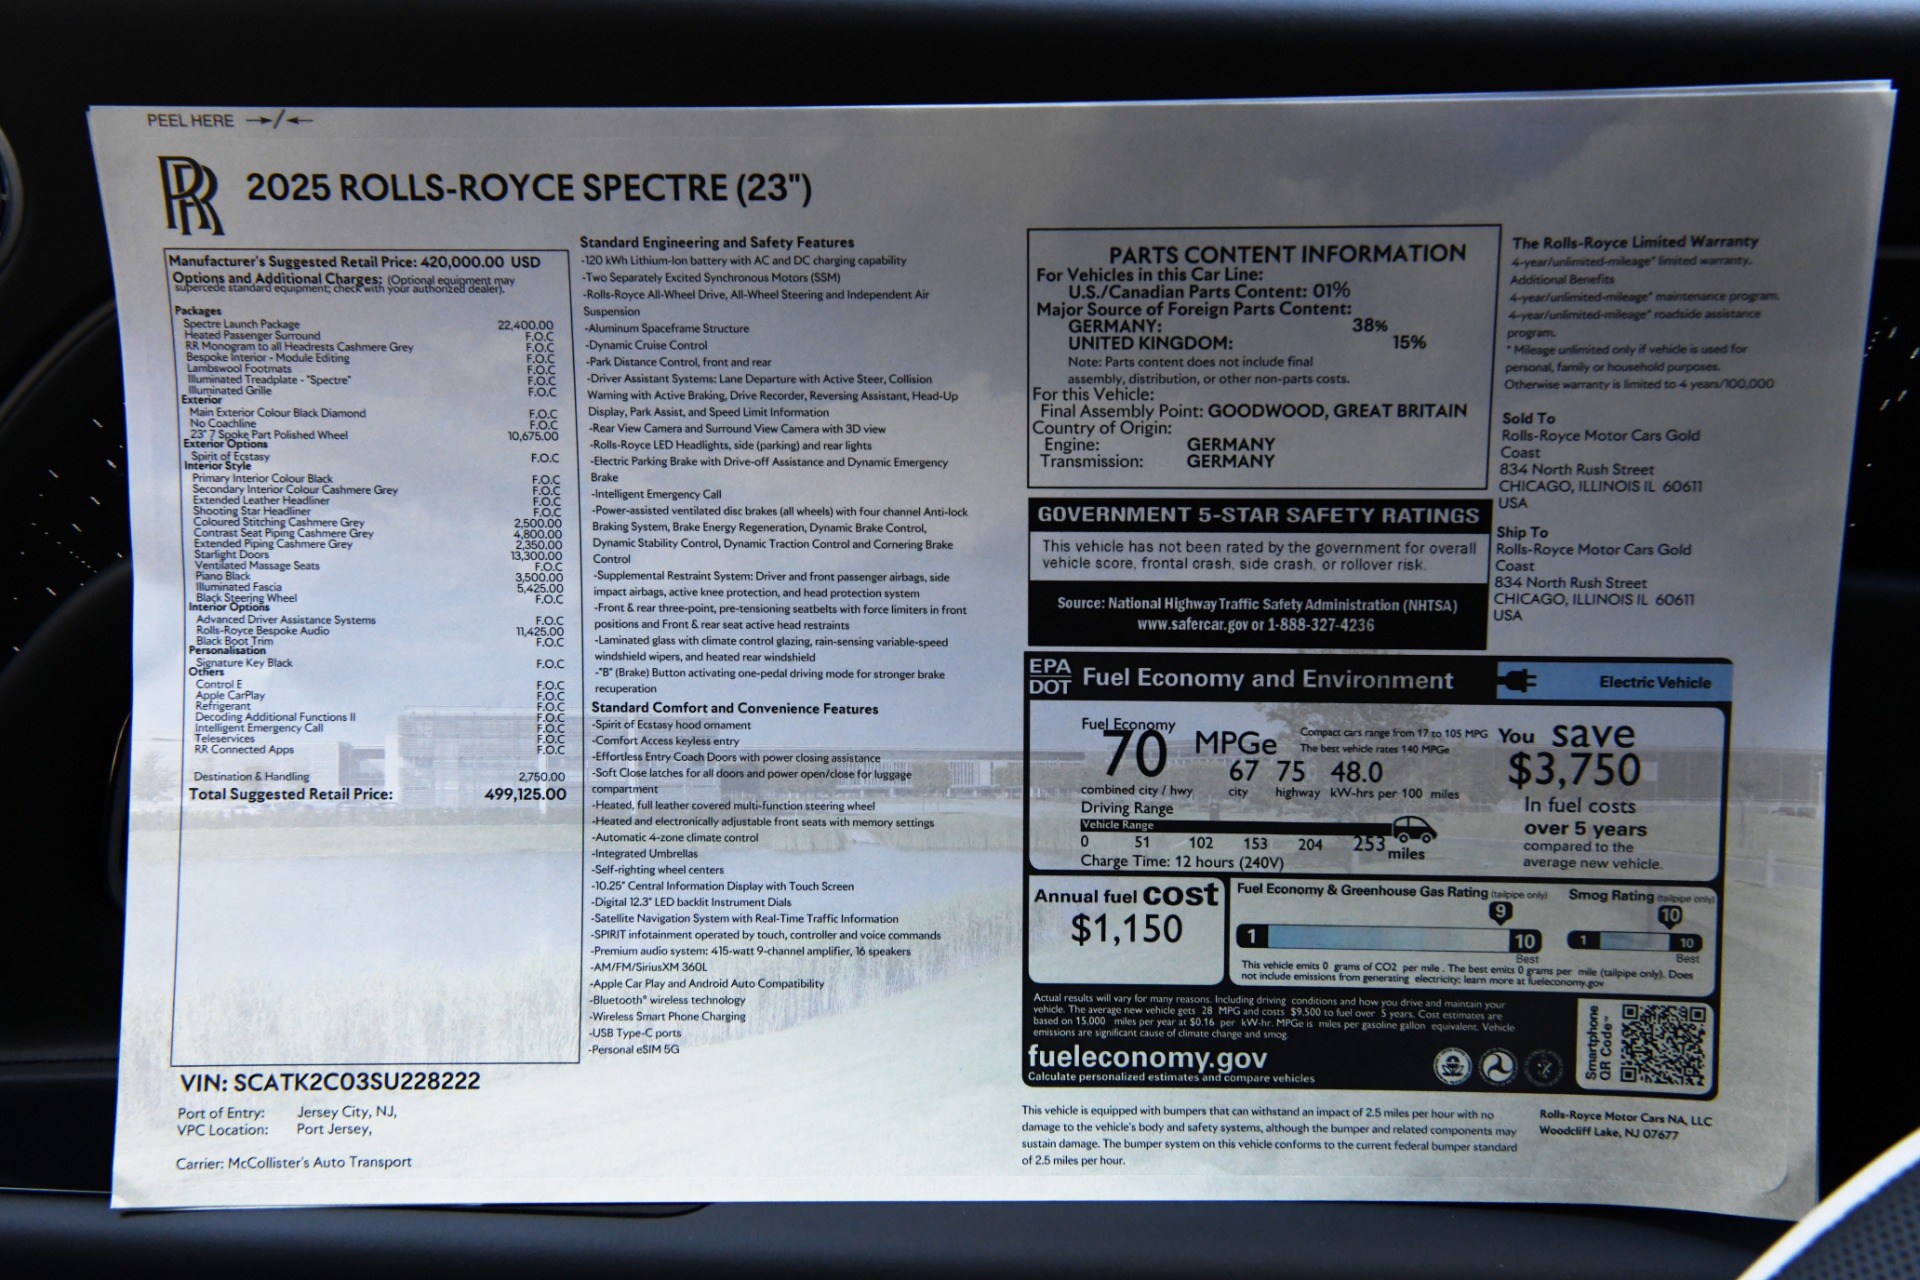 PEEL HERE
RR
2025 ROLLS-ROYCE SPECTRE (23")
Manufacturer's Suggested Retail Price: 420,000.00 USD
Options and Additional Charges: (Optional equipment may
supercede standard equipment; check with your authorized dealer).
Packages
Spectre Launch Package 22,400.00
Heated Passenger Surround F.O.C
RR Monogram to all Headrests Cashmere Grey F.O.C
Bespoke Interior - Module Editing F.O.C
Lambswool Footmats F.O.C
Illuminated Treadplate - "Spectre" F.O.C
Illuminated Grille F.O.C
Exterior
Main Exterior Colour Black Diamond F.O.C
No Coachline F.O.C
23" 7 Spoke Part Polished Wheel 10,675.00
Exterior Options
Spirit of Ecstasy F.O.C
Interior Style
Primary Interior Colour Black F.O.C
Secondary Interior Colour Cashmere Grey F.O.C
Extended Leather Headliner F.O.C
Shooting Star Headliner F.O.C
Coloured Stitching Cashmere Grey 2,500.00
Contrast Seat Piping Cashmere Grey 4,800.00
Extended Piping Cashmere Grey 2,350.00
Starlight Doors 13,300.00
Ventilated Massage Seats F.O.C
Piano Black 3,500.00
Illuminated Fascia 5,425.00
Black Steering Wheel F.O.C
Interior Options
Advanced Driver Assistance Systems F.O.C
Rolls-Royce Bespoke Audio 11,425.00
Black Boot Trim F.O.C
Personalisation
Signature Key Black F.O.C
Others
Control E F.O.C
Apple CarPlay F.O.C
Refrigerant F.O.C
Decoding Additional Functions II F.O.C
Intelligent Emergency Call F.O.C
Teleservices F.O.C
RR Connected Apps F.O.C
Destination & Handling 2,750.00
Total Suggested Retail Price: 499,125.00
VIN: SCATK2C03SU228222
Port of Entry: Jersey City, NJ,
VPC Location: Port Jersey,
Carrier: McCollister's Auto Transport
Standard Engineering and Safety Features
-120 kWh Lithium-Ion battery with AC and DC charging capability
-Two Separately Excited Synchronous Motors (SSM)
-Rolls-Royce All-Wheel Drive, All-Wheel Steering and Independent Air
Suspension
-Aluminum Spaceframe Structure
-Dynamic Cruise Control
-Park Distance Control, front and rear
-Driver Assistant Systems: Lane Departure with Active Steer, Collision
Warning with Active Braking, Drive Recorder, Reversing Assistant, Head-Up
Display, Park Assist, and Speed Limit Information
-Rear View Camera and Surround View Camera with 3D view
-Rolls-Royce LED Headlights, side (parking) and rear lights
-Electric Parking Brake with Drive-off Assistance and Dynamic Emergency
Brake
-Intelligent Emergency Call
-Power-assisted ventilated disc brakes (all wheels) with four channel Anti-lock
Braking System, Brake Energy Regeneration, Dynamic Brake Control,
Dynamic Stability Control, Dynamic Traction Control and Cornering Brake
Control
-Supplemental Restraint System: Driver and front passenger airbags, side
impact airbags, active knee protection, and head protection system
-Front & rear three-point, pre-tensioning seatbelts with force limiters in front
positions and Front & rear seat active head restraints
-Laminated glass with climate control glazing, rain-sensing variable-speed
windshield wipers, and heated rear windshield
-"B" (Brake) Button activating one-pedal driving mode for stronger brake
recuperation
Standard Comfort and Convenience Features
-Spirit of Ecstasy hood ornament
-Comfort Access keyless entry
-Effortless Entry Coach Doors with power closing assistance
-Soft Close latches for all doors and power open/close for luggage
compartment
-Heated, full leather covered multi-function steering wheel
-Heated and electronically adjustable front seats with memory settings
-Automatic 4-zone climate control
-Integrated Umbrellas
-Self-righting wheel centers
-10.25" Central Information Display with Touch Screen
-Digital 12.3" LED backlit Instrument Dials
-Satellite Navigation System with Real-Time Traffic Information
-SPIRIT infotainment operated by touch, controller and voice commands
-Premium audio system: 415-watt 9-channel amplifier, 16 speakers
-AM/FM/SiriusXM 360L
-Apple Car Play and Android Auto Compatibility
-Bluetooth® wireless technology
-Wireless Smart Phone Charging
-USB Type-C ports
-Personal eSIM 5G
PARTS CONTENT INFORMATION
For Vehicles in this Car Line:
U.S./Canadian Parts Content: 01%
Major Source of Foreign Parts Content:
GERMANY: 38%
UNITED KINGDOM: 15%
Note: Parts content does not include final
assembly, distribution, or other non-parts costs.
For this Vehicle:
Final Assembly Point: GOODWOOD, GREAT BRITAIN
Country of Origin:
Engine: GERMANY
Transmission: GERMANY
GOVERNMENT 5-STAR SAFETY RATINGS
This vehicle has not been rated by the government for overall
vehicle score, frontal crash, side crash, or rollover risk.
Source: National Highway Traffic Safety Administration (NHTSA)
www.safercar.gov or 1-888-327-4236
The Rolls-Royce Limited Warranty
4-year/unlimited-mileage* limited warranty.
Additional Benefits
4-year/unlimited-mileage* maintenance program.
4-year/unlimited-mileage* roadside assistance
program.
* Mileage unlimited only if vehicle is used for
personal, family or household purposes.
Otherwise warranty is limited to 4 years/100,000
Sold To
Rolls-Royce Motor Cars Gold
Coast
834 North Rush Street
CHICAGO, ILLINOIS IL 60611
USA
Ship To
Rolls-Royce Motor Cars Gold
Coast
834 North Rush Street
CHICAGO, ILLINOIS IL 60611
USA
EPA
DOT
Fuel Economy and Environment
Electric Vehicle
Fuel Economy
70 MPGe
Compact cars range from 17 to 105 MPG
The best vehicle rates 140 MPGe
67 75 48.0
combined city / hwy city highway kW-hrs per 100 miles
Driving Range
Vehicle Range
0 51 102 153 204 253 miles
Charge Time: 12 hours (240V)
You save
$3,750
In fuel costs
over 5 years
compared to the
average new vehicle.
Annual fuel cost
$1,150
Fuel Economy & Greenhouse Gas Rating (tailpipe only)
9
1 10
Best
Smog Rating (tailpipe only)
10
1 10
Best
This vehicle emits 0 grams of CO2 per mile . The best emits 0 grams per mile (tailpipe only). Does
not include emissions from generating electricity; learn more at fueleconomy.gov
Actual results will vary for many reasons. Including driving conditions and how you drive and maintain your
vehicle. The average new vehicle gets 28 MPG and costs $9,500 to fuel over 5 years. Cost estimates are
based on 15,000 miles per year at $0.16 per kW-hr. MPGe is miles per gasoline gallon equivalent. Vehicle
emissions are significant cause of climate change and smog.
fueleconomy.gov
Calculate personalized estimates and compare vehicles
Smartphone
QR Code™
This vehicle is equipped with bumpers that can withstand an impact of 2.5 miles per hour with no
damage to the vehicle's body and safety systems, although the bumper and related components may
sustain damage. The bumper system on this vehicle conforms to the current federal bumper standard
of 2.5 miles per hour.
Rolls-Royce Motor Cars NA, LLC
Woodcliff Lake, NJ 07677